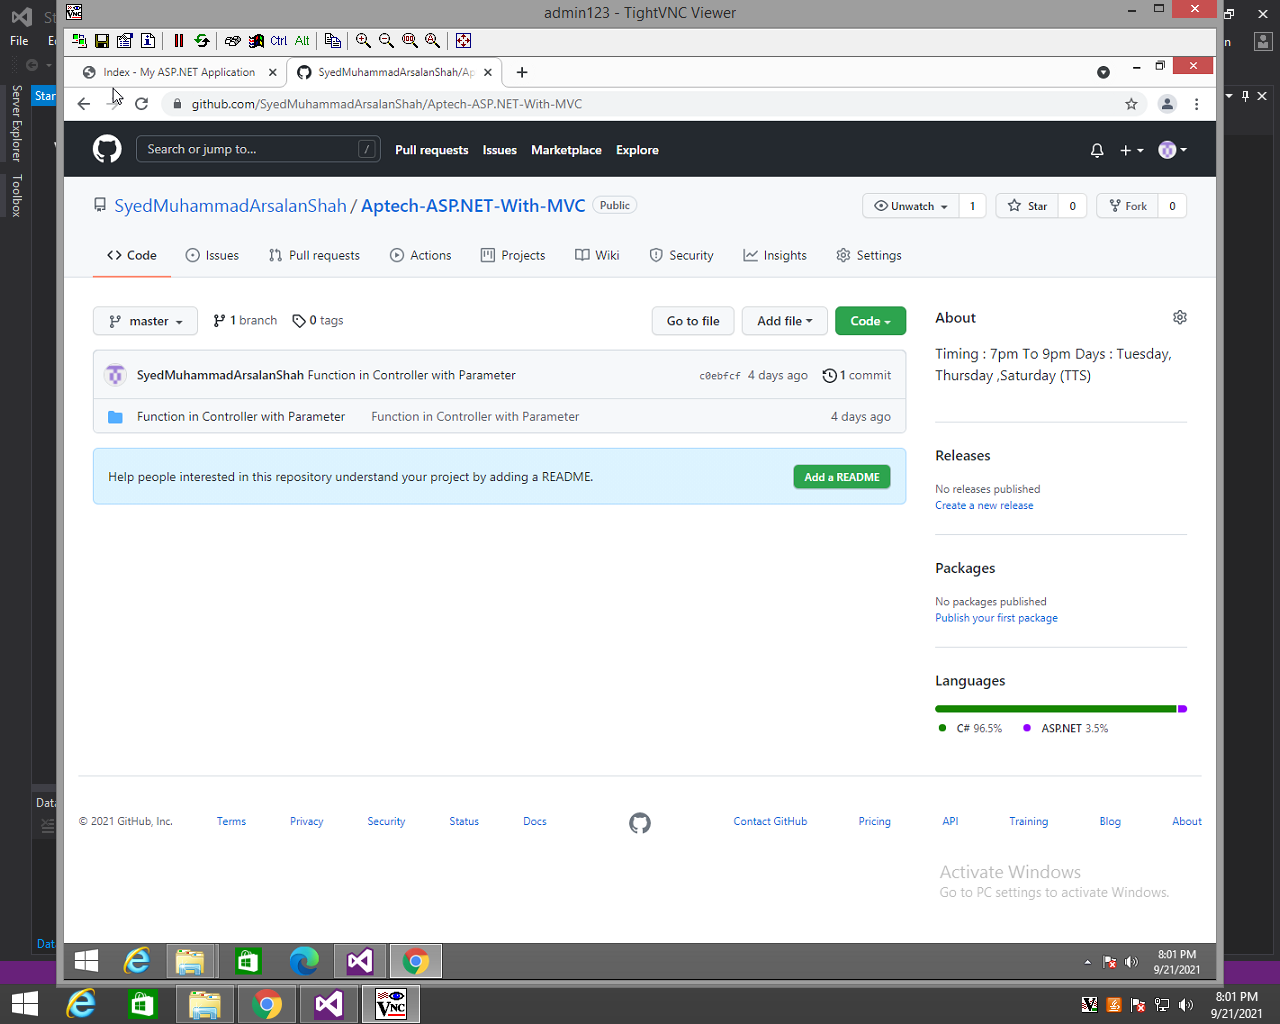 admin123 - TightVNC Viewer
File
Ctrl
Alt
Index - My ASP.NET Application
SyedMuhammadArsalanShah/Ap
Star
github.com/SyedMuhammadArsalanShah/Aptech-ASP.NET-With-MVC
Server Explorer
Toolbox
Search or jump to...
/
Pull requests
Issues
Marketplace
Explore
SyedMuhammadArsalanShah / Aptech-ASP.NET-With-MVC
Public
Unwatch
1
Star
0
Fork
0
Code
Issues
Pull requests
Actions
Projects
Wiki
Security
Insights
Settings
master
1 branch
0 tags
Go to file
Add file
Code
SyedMuhammadArsalanShah Function in Controller with Parameter
c0ebfcf 4 days ago
1 commit
Function in Controller with Parameter
Function in Controller with Parameter
4 days ago
Help people interested in this repository understand your project by adding a README.
Add a README
About
Timing : 7pm To 9pm Days : Tuesday,
Thursday ,Saturday (TTS)
Releases
No releases published
Create a new release
Packages
No packages published
Publish your first package
Languages
C# 96.5%
ASP.NET 3.5%
Data
© 2021 GitHub, Inc.
Terms
Privacy
Security
Status
Docs
Contact GitHub
Pricing
API
Training
Blog
About
Activate Windows
Go to PC settings to activate Windows.
Dat
8:01 PM
9/21/2021
VNC
8:01 PM
9/21/2021